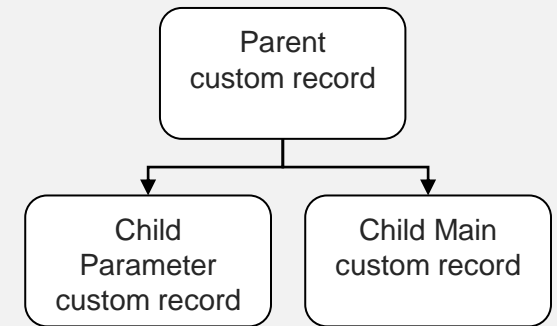 Parent
custom record
Child
Parameter
custom record
Child Main
custom record